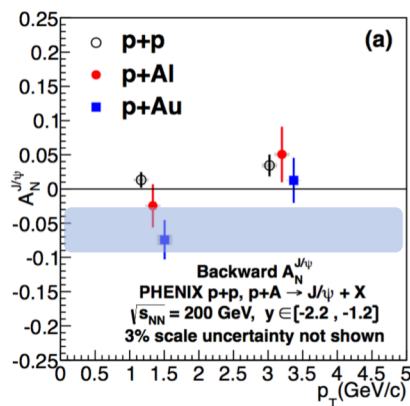 0.25
0.2
0.15
0.1
0.05
0
-0.05
-0.1
-0.15
-0.2
-0.25
A_N^{J/ψ}
(a)
p+p
p+Al
p+Au
Backward A_N^{J/ψ}
PHENIX p+p, p+A → J/ψ + X
√s_{NN} = 200 GeV, y ∈[-2.2, -1.2]
3% scale uncertainty not shown
0 0.5 1 1.5 2 2.5 3 3.5 4 4.5 5
p_T(GeV/c)